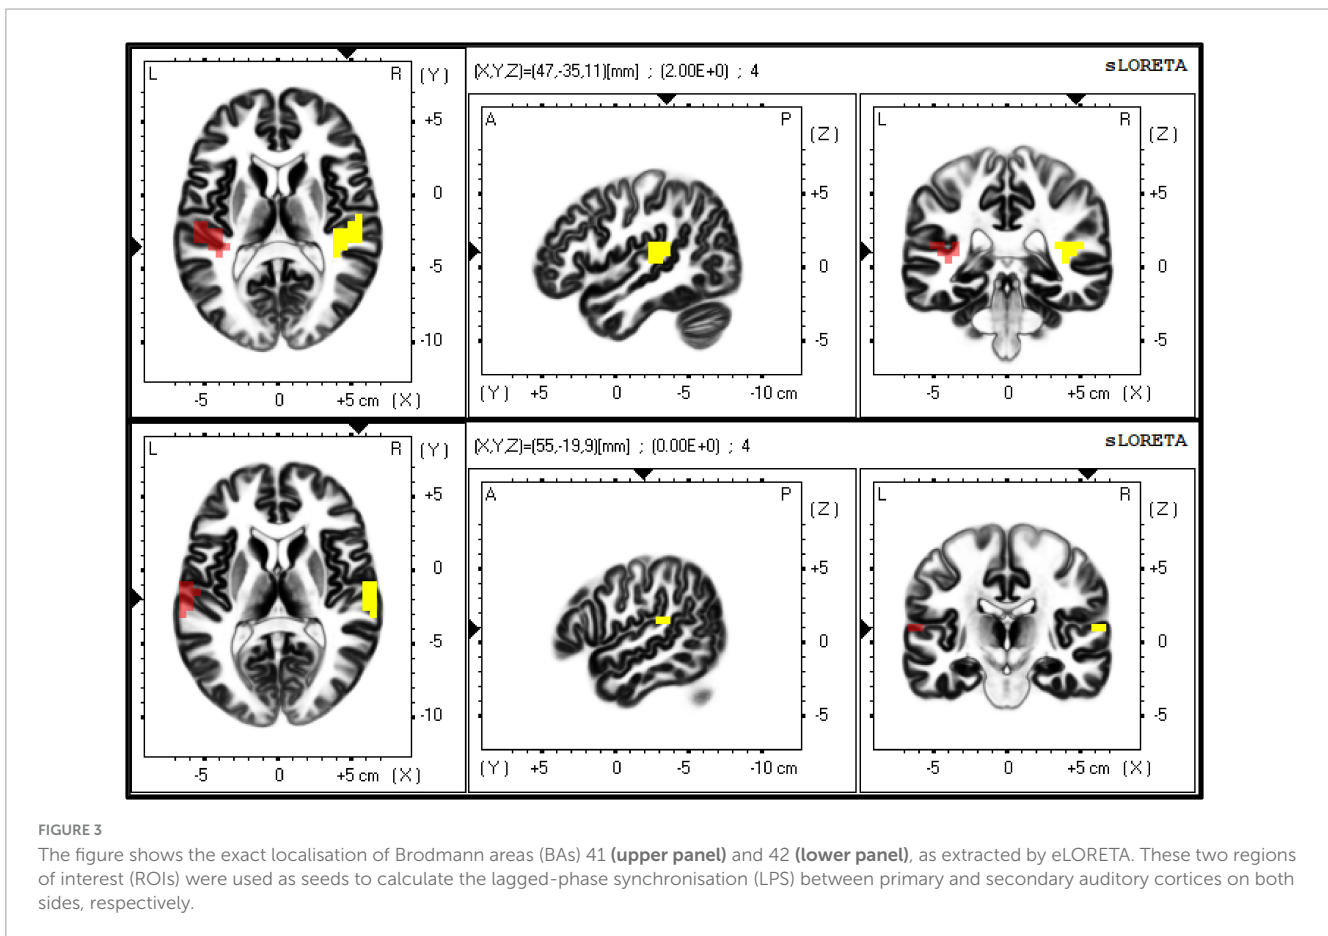 L R (Y)
(X,Y,Z)=(47,-35,11)[mm] ; (2.00E+0) ; 4
sLORETA
+5
0
-5
-10
-5 0 +5 cm (X)
A P (Z)
+5
0
-5
(Y) +5 0 -5 -10 cm
L R (Z)
+5
0
-5
-5 0 +5 cm (X)
L R (Y)
(X,Y,Z)=(55,-19,9)[mm] ; (0.00E+0) ; 4
sLORETA
+5
0
-5
-10
-5 0 +5 cm (X)
A P (Z)
+5
0
-5
(Y) +5 0 -5 -10 cm
L R (Z)
+5
0
-5
-5 0 +5 cm (X)
FIGURE 3
The figure shows the exact localisation of Brodmann areas (BAs) 41 (upper panel) and 42 (lower panel), as extracted by eLORETA. These two regions
of interest (ROIs) were used as seeds to calculate the lagged-phase synchronisation (LPS) between primary and secondary auditory cortices on both
sides, respectively.